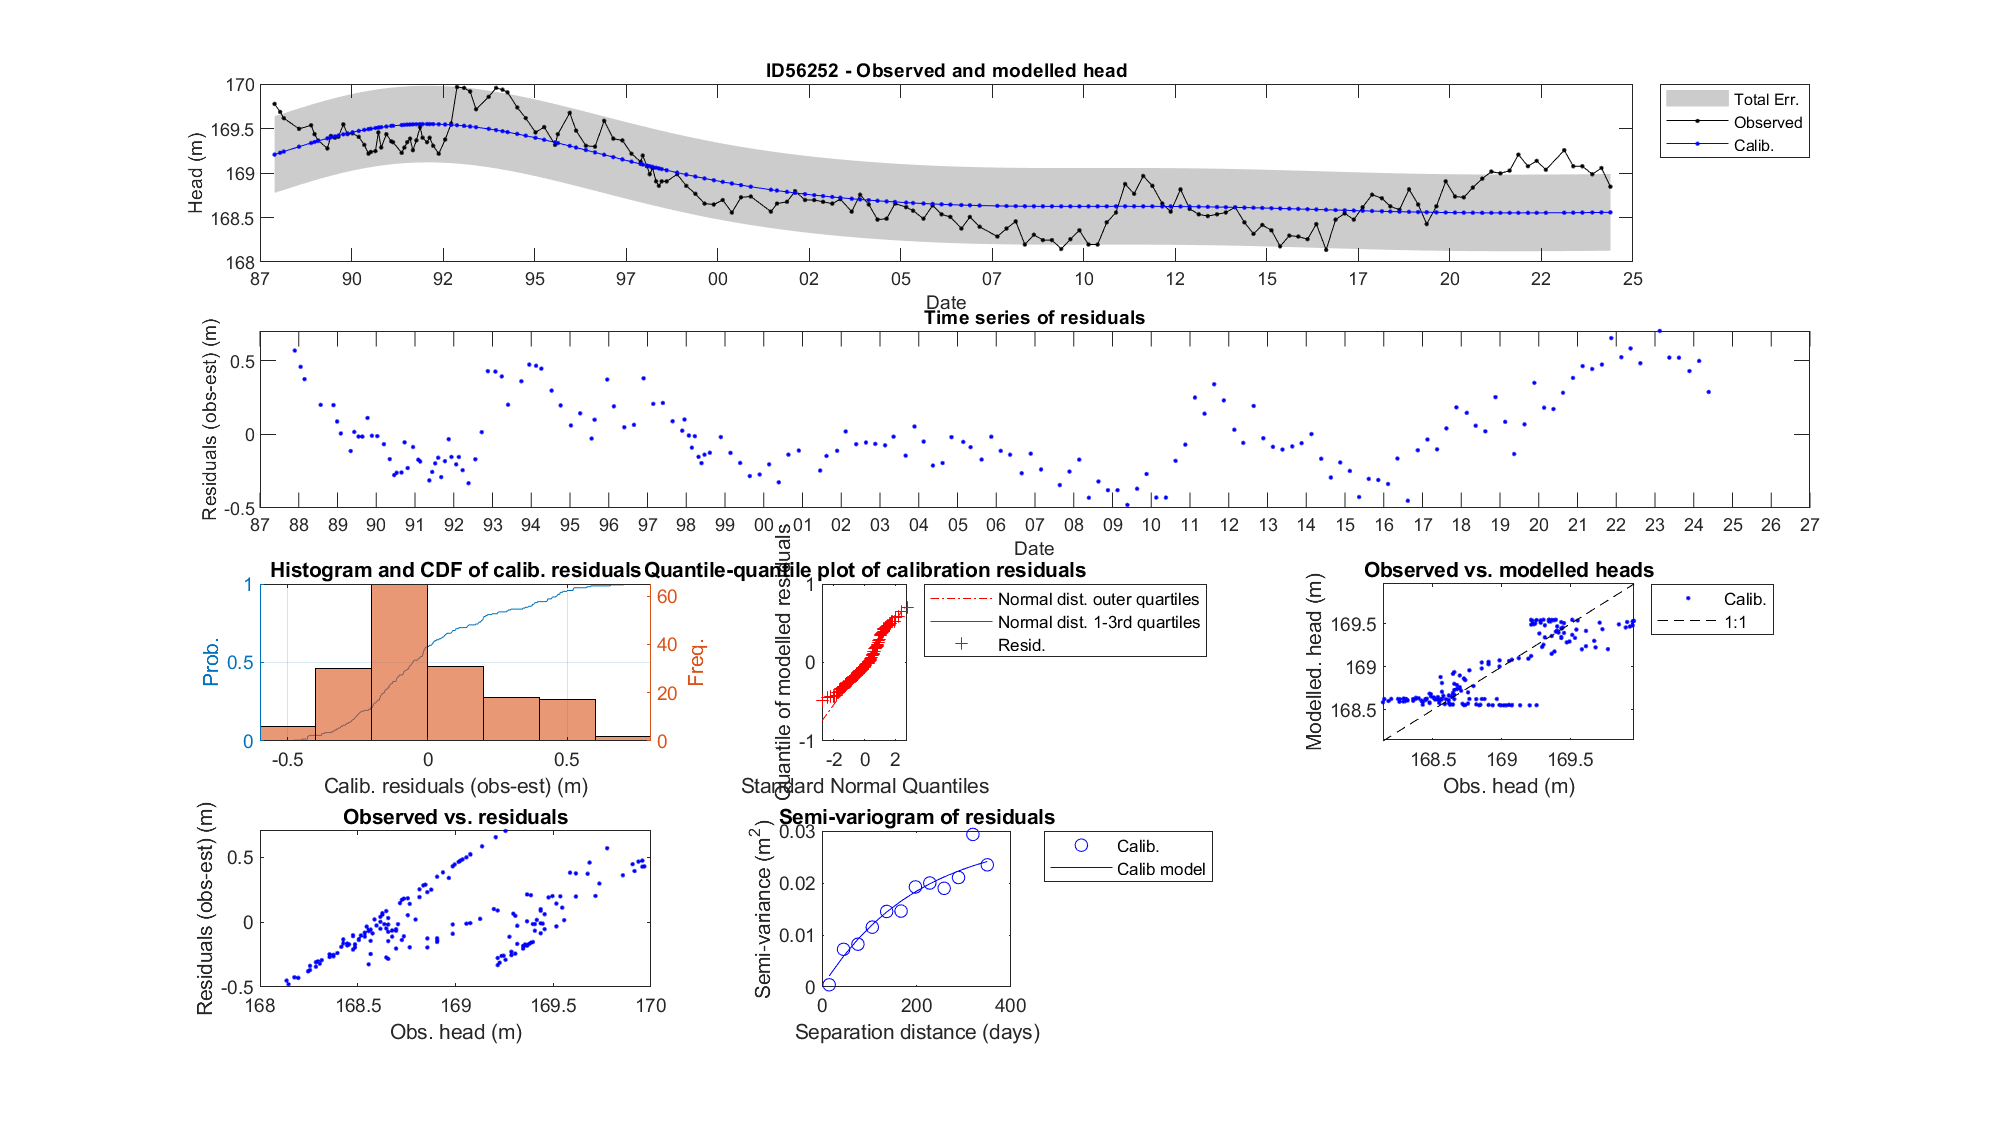 ID56252 - Observed and modelled head
170
169.5
169
168.5
168
Head (m)
87 90 92 95 97 00 02 05 07 10 12 15 17 20 22 25
Date
Total Err.
Observed
Calib.
Time series of residuals
0.5
0
-0.5
Residuals (obs-est) (m)
87 88 89 90 91 92 93 94 95 96 97 98 99 00 01 02 03 04 05 06 07 08 09 10 11 12 13 14 15 16 17 18 19 20 21 22 23 24 25 26 27
Date
Histogram and CDF of calib. residuals
1
0.5
0
Prob.
60
40
20
0
Freq.
-0.5 0 0.5
Calib. residuals (obs-est) (m)
Quantile-quantile plot of calibration residuals
1
0
-1
Quantile of modelled residuals
-2 0 2
Standard Normal Quantiles
Normal dist. outer quartiles
Normal dist. 1-3rd quartiles
Resid.
Observed vs. modelled heads
169.5
169
168.5
Modelled. head (m)
168.5 169 169.5
Obs. head (m)
Calib.
1:1
Observed vs. residuals
0.5
0
-0.5
Residuals (obs-est) (m)
168 168.5 169 169.5 170
Obs. head (m)
Semi-variogram of residuals
0.03
0.02
0.01
0
Semi-variance (m²)
0 200 400
Separation distance (days)
Calib.
Calib model